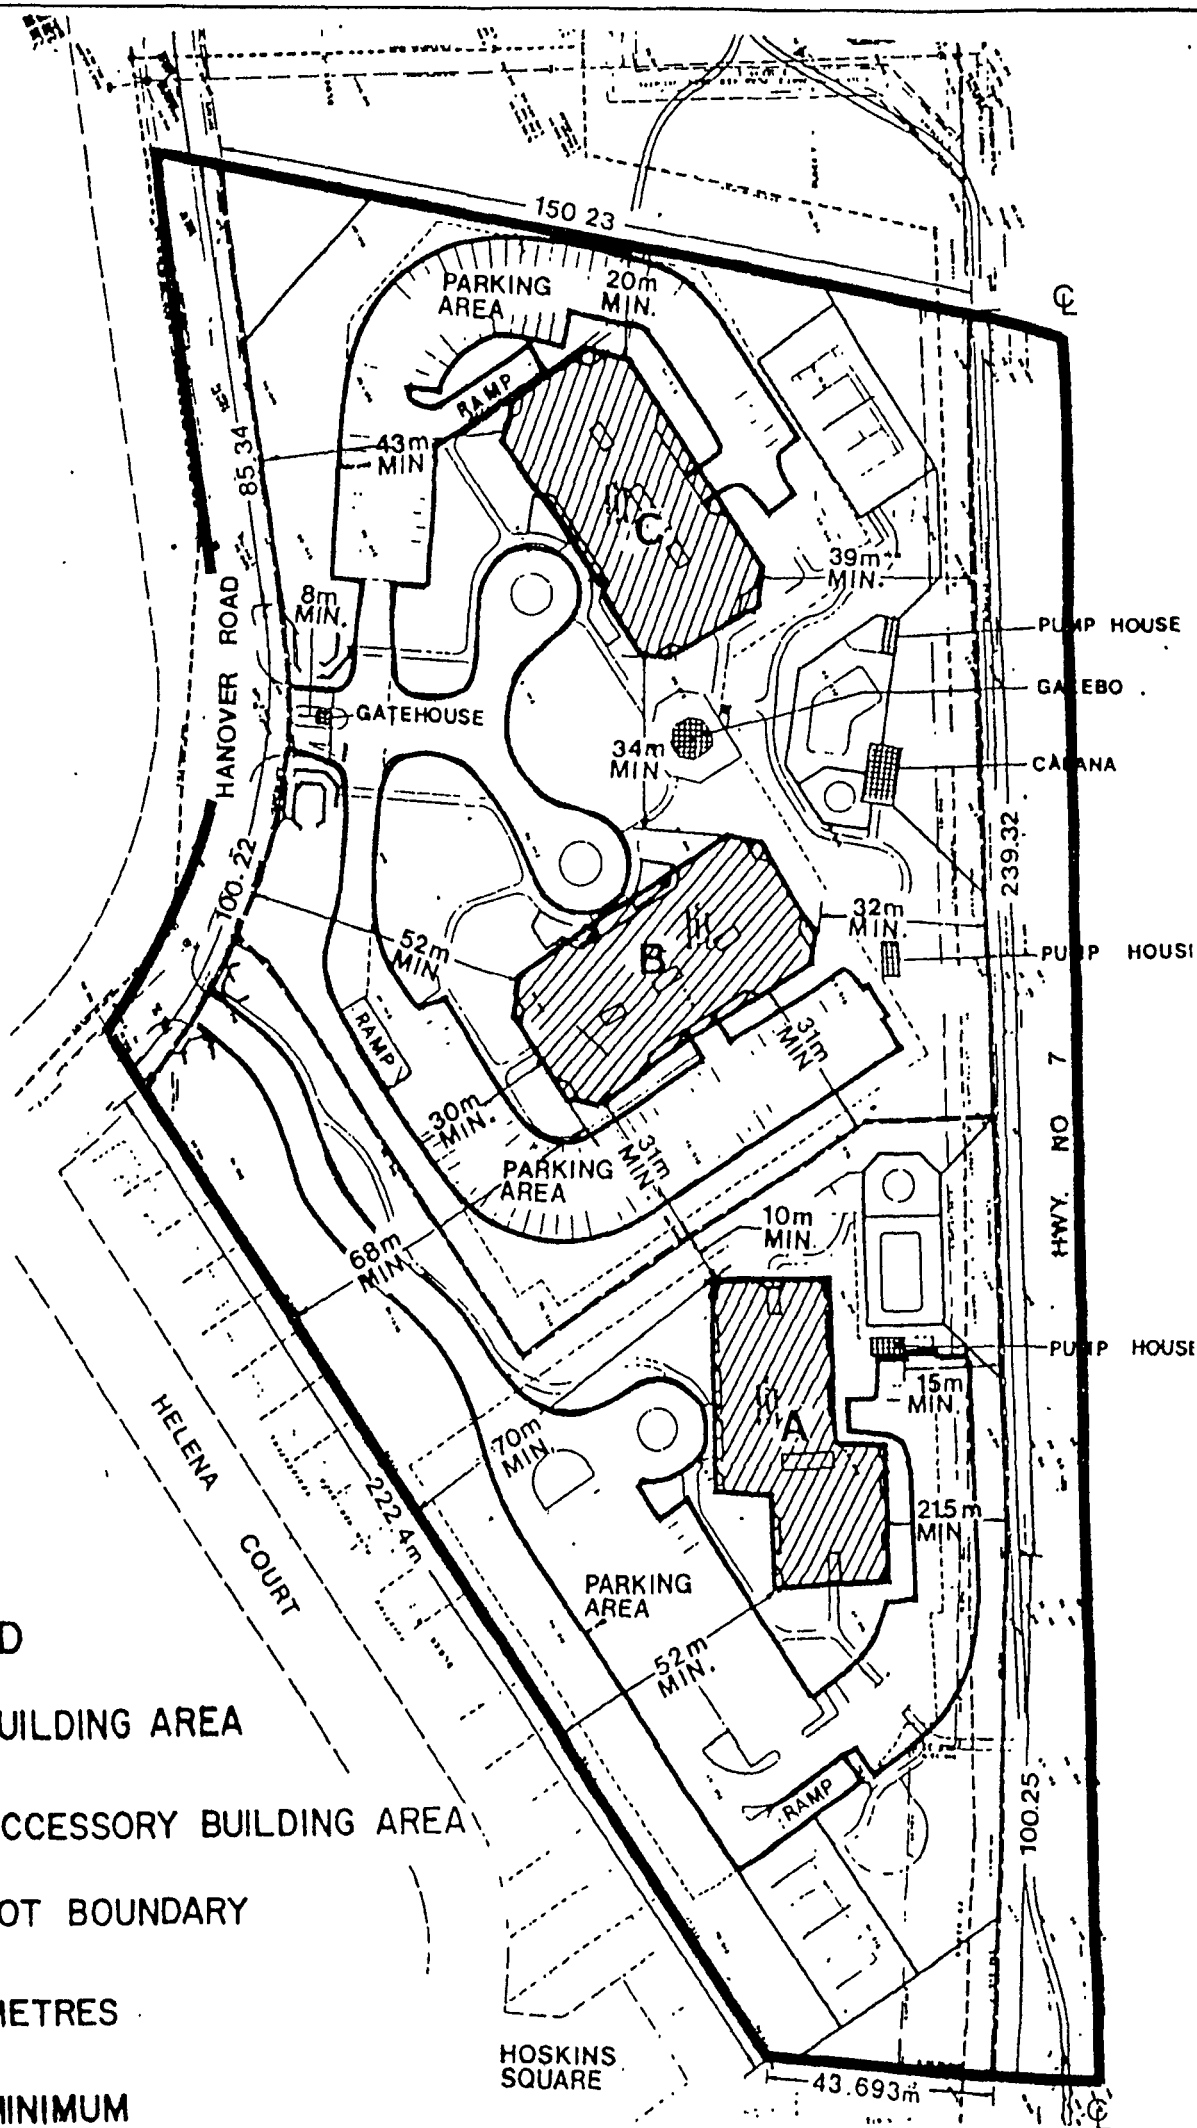 150 23
℄
PARKING
AREA
20m
MIN.
RAMP
43m
MIN
85.34
C
39m
MIN.
8m
MIN.
HANOVER ROAD
PUMP HOUSE
GAZEBO
GATEHOUSE
34m
MIN
CABANA
239.32
100.22
32m
MIN.
52m
MIN
B
PUMP HOUSE
RAMP
31m
MIN
HWY. NO 7
30m
MIN.
31m
MIN
PARKING
AREA
10m
MIN.
68m
MIN
PUMP HOUSE
15m
MIN.
HELENA
COURT
70m
MIN.
A
222.4m
21.5m
MIN
PARKING
AREA
52m
MIN.
D
UILDING AREA
RAMP
100.25
CCESSORY BUILDING AREA
OT BOUNDARY
METRES
MINIMUM
HOSKINS
SQUARE
43.693m
℄